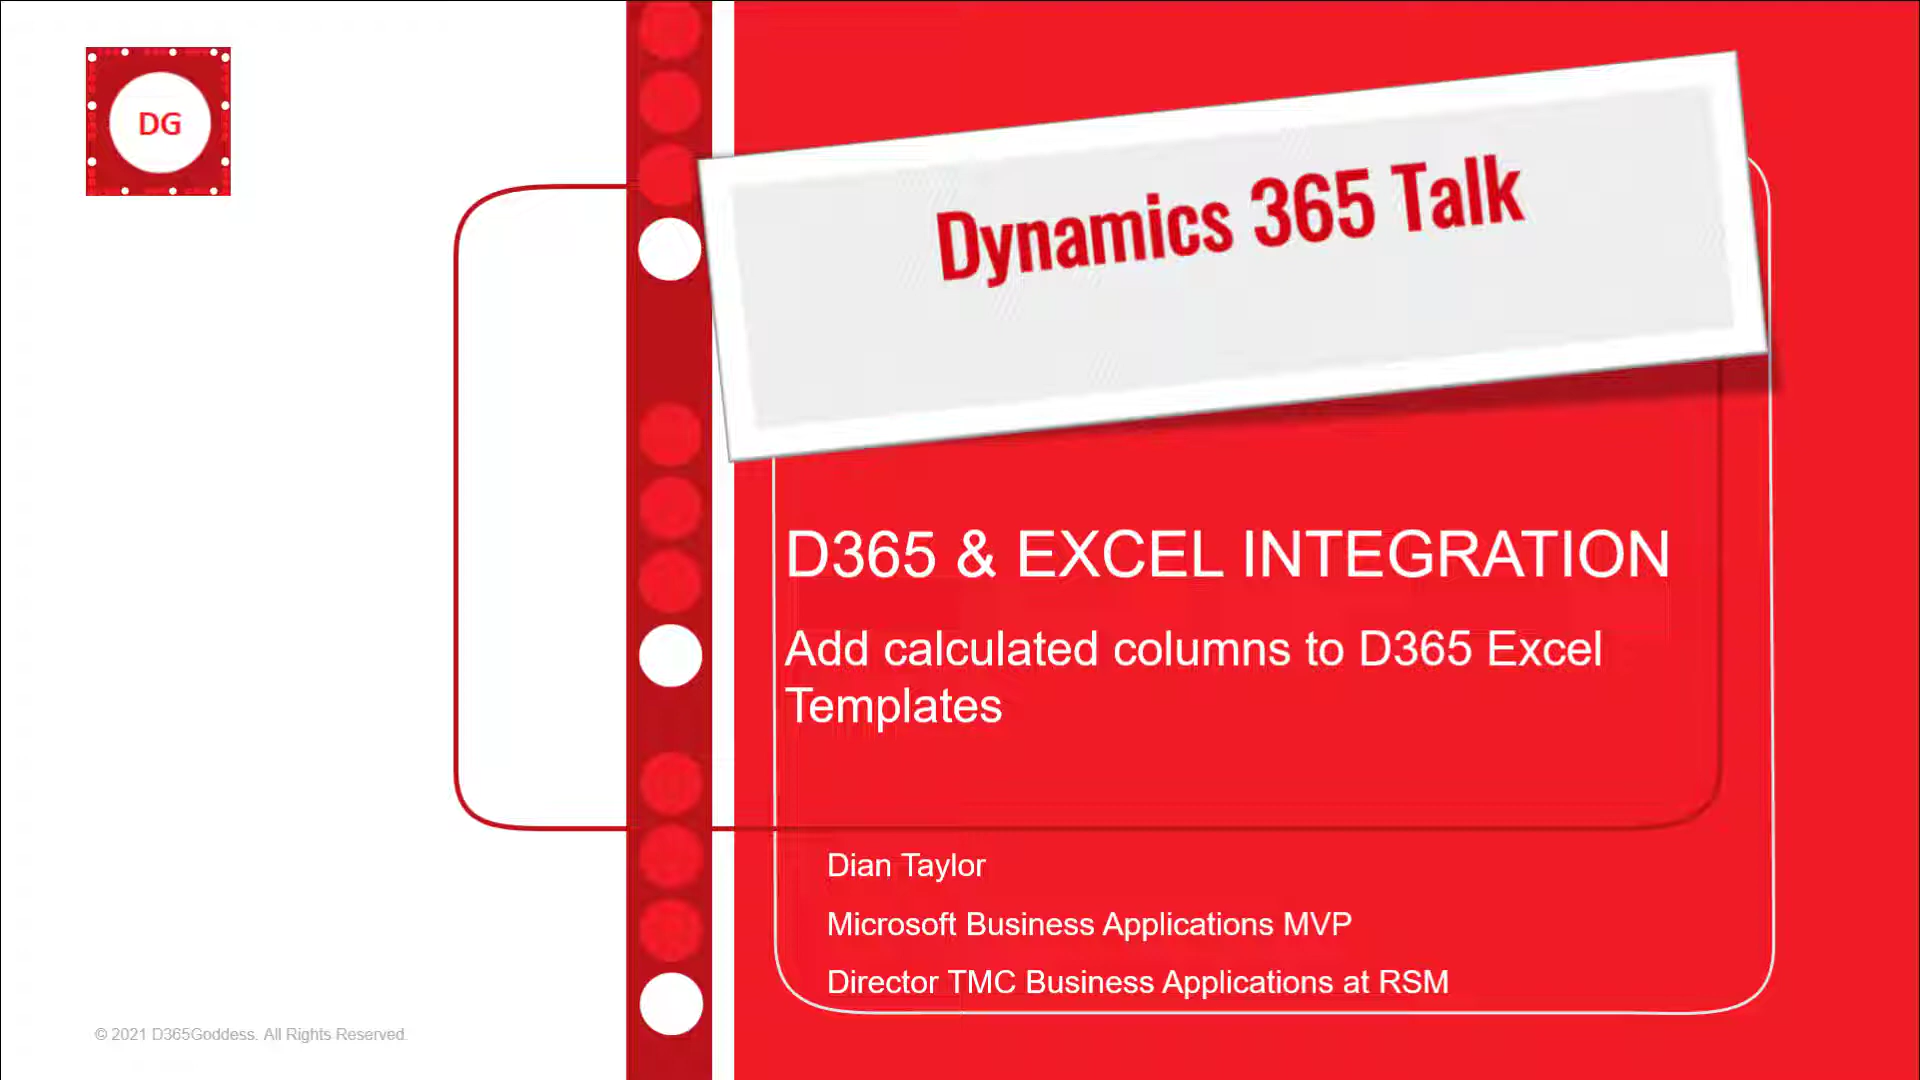 DG
Dynamics 365 Talk
D365 & EXCEL INTEGRATION
Add calculated columns to D365 Excel
Templates
Dian Taylor
Microsoft Business Applications MVP
Director TMC Business Applications at RSM
© 2021 D365Goddess. All Rights Reserved.